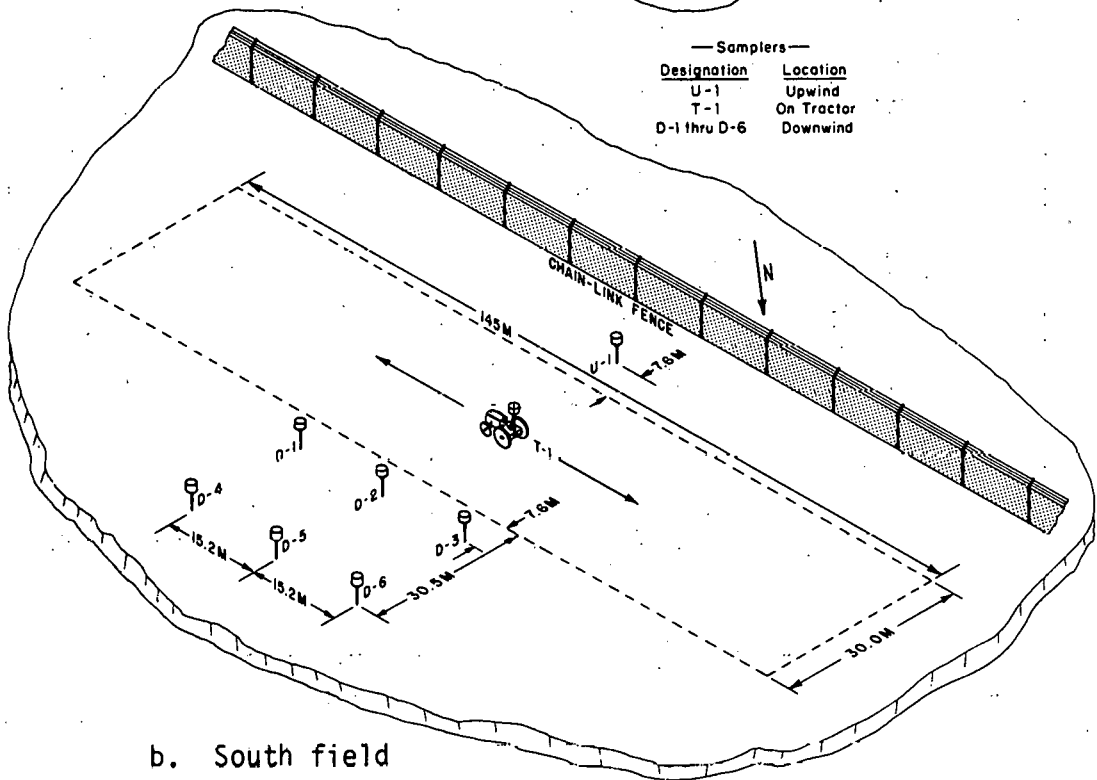 —Samplers—
Designation Location
U-1 Upwind
T-1 On Tractor
D-1 thru D-6 Downwind
N
CHAIN-LINK FENCE
145M
U-1
7.6M
T-1
D-1
D-2
D-3
7.6M
D-4
D-5
D-6
15.2M
15.2M
30.5M
30.0M
b. South field